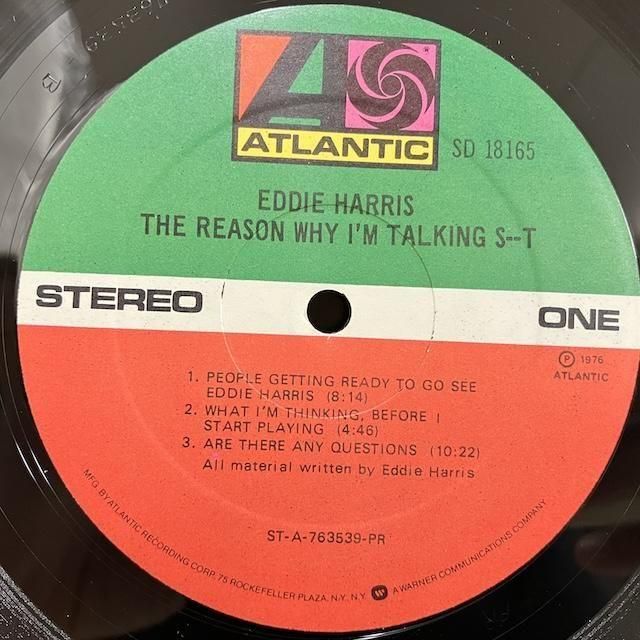 ATLANTIC
SD 18165
EDDIE HARRIS
THE REASON WHY I'M TALKING S--T
STEREO
ONE
Ⓟ 1976
ATLANTIC
1. PEOPLE GETTING READY TO GO SEE
EDDIE HARRIS (8:14)
2. WHAT I'M THINKING, BEFORE I
START PLAYING (4:46)
3. ARE THERE ANY QUESTIONS (10:22)
All material written by Eddie Harris
ST-A-763539-PR
MFG. BY ATLANTIC RECORDING CORP. 75 ROCKEFELLER PLAZA, N.Y. N.Y. A WARNER COMMUNICATIONS COMPANY